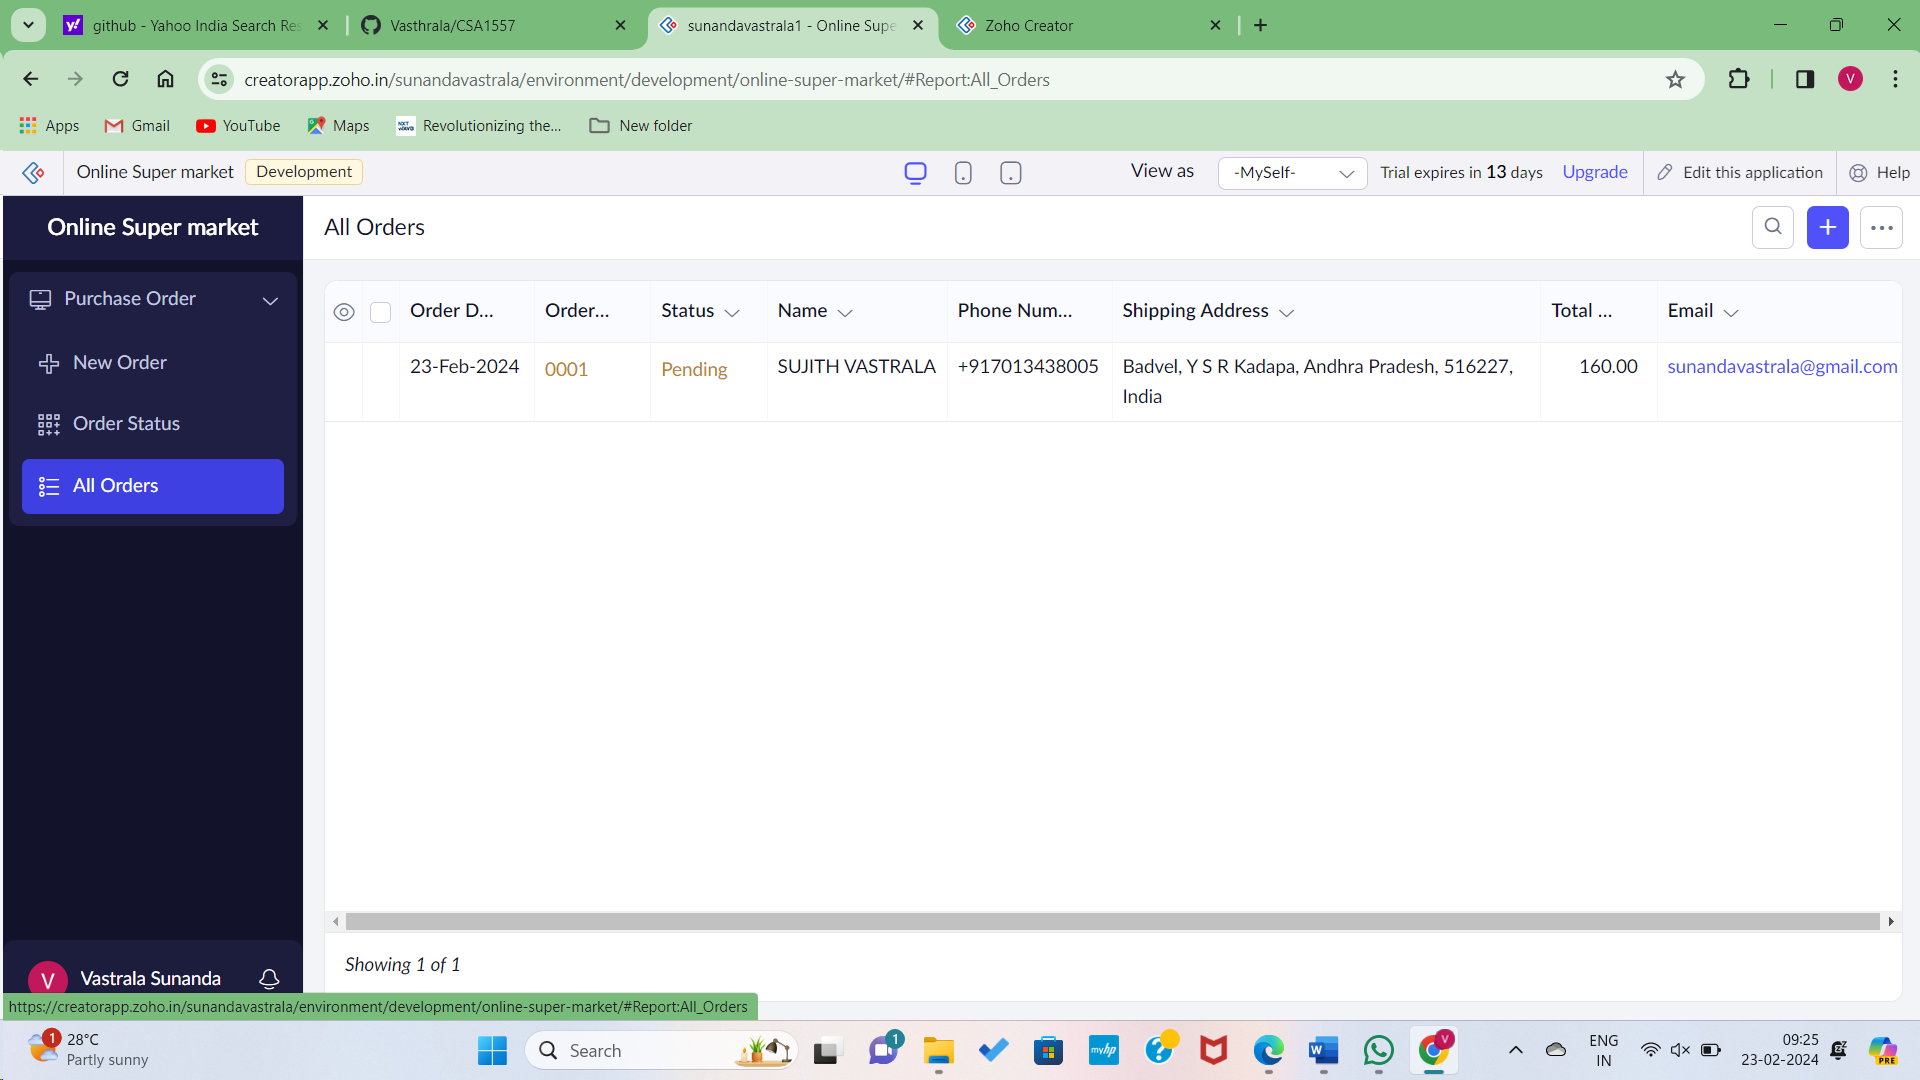 github - Yahoo India Search Res
Vasthrala/CSA1557
sunandavastrala1 - Online Supe
Zoho Creator
creatorapp.zoho.in/sunandavastrala/environment/development/online-super-market/#Report:All_Orders
V
Apps
Gmail
YouTube
Maps
Revolutionizing the...
New folder
Online Super market
Development
View as
-MySelf-
Trial expires in 13 days
Upgrade
Edit this application
Help
Online Super market
All Orders
Purchase Order
New Order
Order Status
All Orders
Order D... Order... Status Name Phone Num... Shipping Address Total ... Email
23-Feb-2024 0001 Pending SUJITH VASTRALA +917013438005 Badvel, Y S R Kadapa, Andhra Pradesh, 516227, 160.00 sunandavastrala@gmail.com
India
Showing 1 of 1
V Vastrala Sunanda
https://creatorapp.zoho.in/sunandavastrala/environment/development/online-super-market/#Report:All_Orders
1
28°C
Partly sunny
Search
1
myhp
W
V
ENG
IN
09:25
23-02-2024
PRE